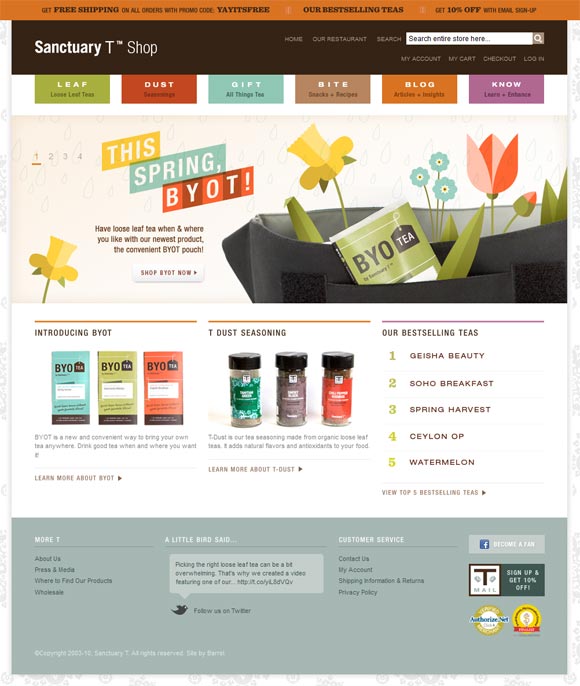 GET FREE SHIPPING ON ALL ORDERS WITH PROMO CODE: YAYITSFREE
OUR BESTSELLING TEAS
GET 10% OFF WITH EMAIL SIGN-UP
HOME OUR RESTAURANT SEARCH Search entire store here...
Sanctuary T™ Shop
MY ACCOUNT MY CART CHECKOUT LOG IN
LEAF
Loose Leaf Teas
DUST
Seasonings
GIFT
All Things Tea
BITE
Snacks + Recipes
BLOG
Articles + Insights
KNOW
Learn + Enhance
1 2 3 4
THIS
SPRING,
BYOT!
Have loose leaf tea when & where
you like with our newest product,
the convenient BYOT pouch!
SHOP BYOT NOW
BYO TEA
by Sanctuary T™
INTRODUCING BYOT
BYO TEA
BYO TEA
BYO TEA
BYOT is a new and convenient way to bring your own
tea anywhere. Drink good tea when and where you want
it!
LEARN MORE ABOUT BYOT
T DUST SEASONING
T-Dust is our tea seasoning made from organic loose leaf
teas. It adds natural flavors and antioxidants to your food.
LEARN MORE ABOUT T-DUST
OUR BESTSELLING TEAS
1 GEISHA BEAUTY
2 SOHO BREAKFAST
3 SPRING HARVEST
4 CEYLON OP
5 WATERMELON
VIEW TOP 5 BESTSELLING TEAS
MORE T
About Us
Press & Media
Where to Find Our Products
Wholesale
A LITTLE BIRD SAID...
Picking the right loose leaf tea can be a bit
overwhelming. That's why we created a video
featuring one of our... http://t.co/yL8dVQv
Follow us on Twitter
CUSTOMER SERVICE
Contact Us
My Account
Shipping Information & Returns
Privacy Policy
BECOME A FAN
T
MAIL
SIGN UP &
GET 10%
OFF!
Authorize.Net
©Copyright 2003-10, Sanctuary T. All rights reserved. Site by Barrel